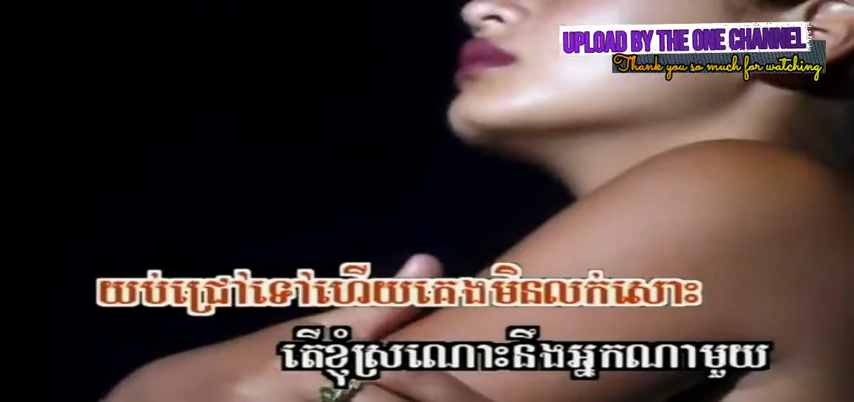 UPLOAD BY THE ONE CHANNEL
Thank you so much for watching
យប់ជ្រៅទៅហើយគេងមិនលក់សោះ
តើខ្ញុំស្រណោះនឹងអ្នកណាមួយ